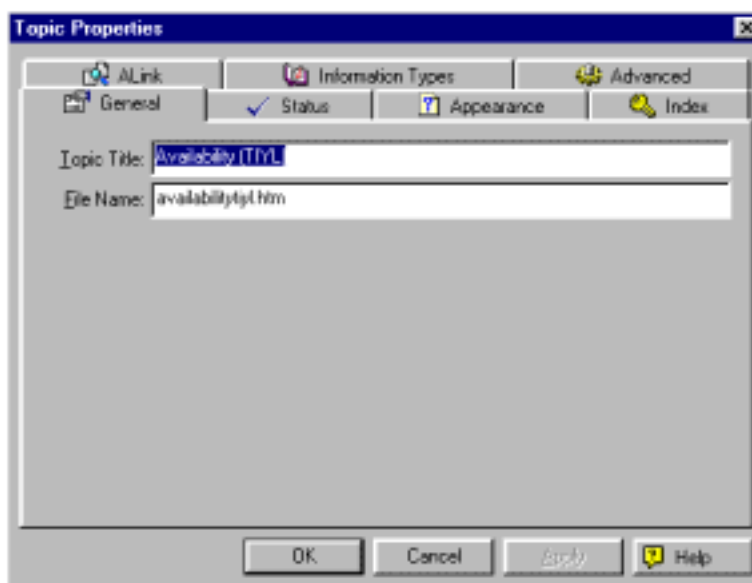 Topic Properties
ALink
Information Types
Advanced
General
Status
Appearance
Index
Topic Title: Availability (TIYL)
File Name: availabilitytiyl.htm
OK
Cancel
Apply
Help